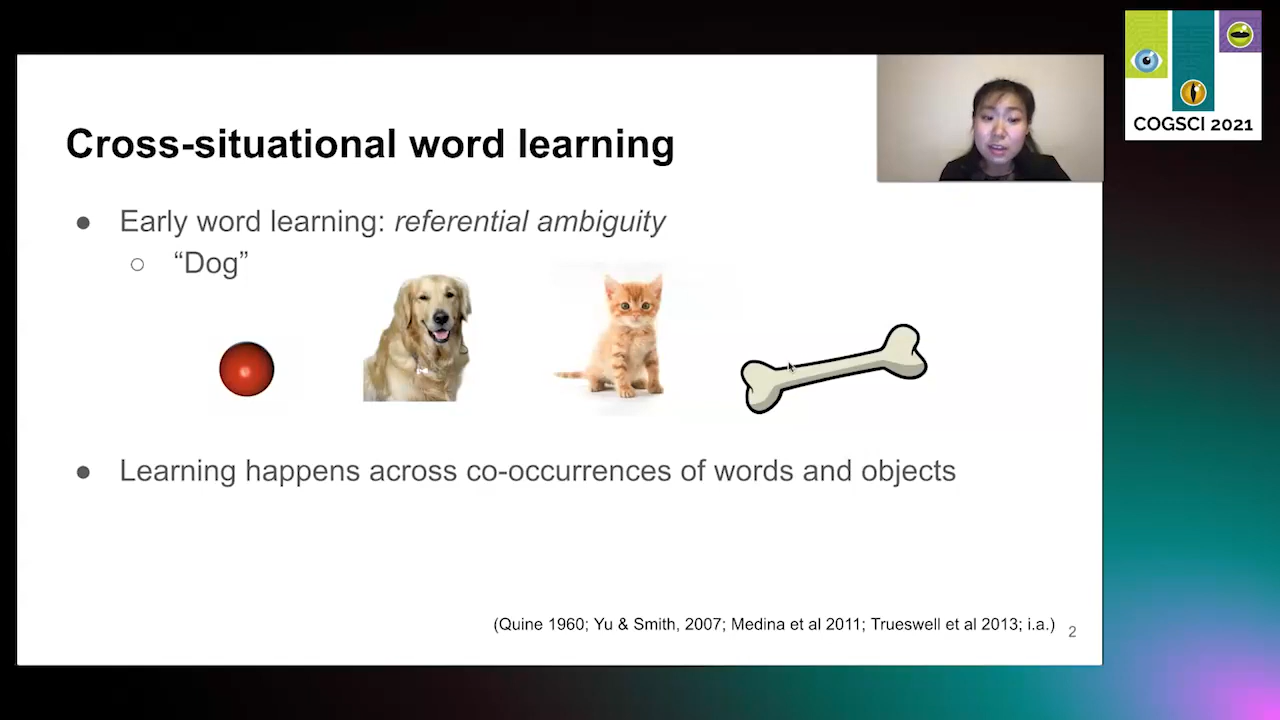 COGSCI 2021
Cross-situational word learning
● Early word learning: referential ambiguity
○ “Dog”
● Learning happens across co-occurrences of words and objects
(Quine 1960; Yu & Smith, 2007; Medina et al 2011; Trueswell et al 2013; i.a.)
2